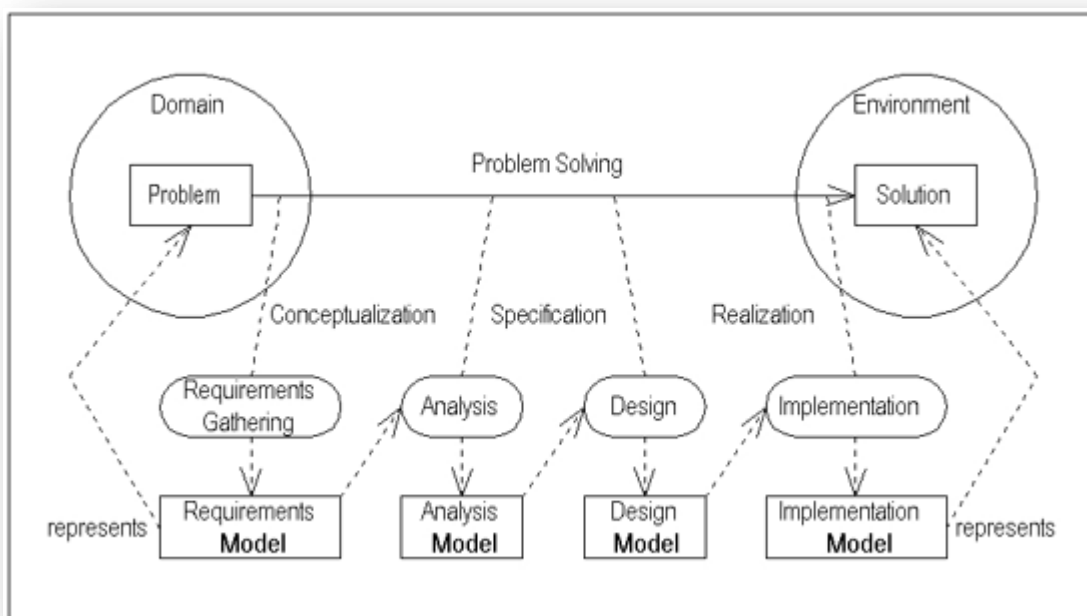 Domain
Environment
Problem Solving
Problem
Solution
Conceptualization
Specification
Realization
Requirements
Gathering
Analysis
Design
Implementation
represents
Requirements
Model
Analysis
Model
Design
Model
Implementation
Model
represents